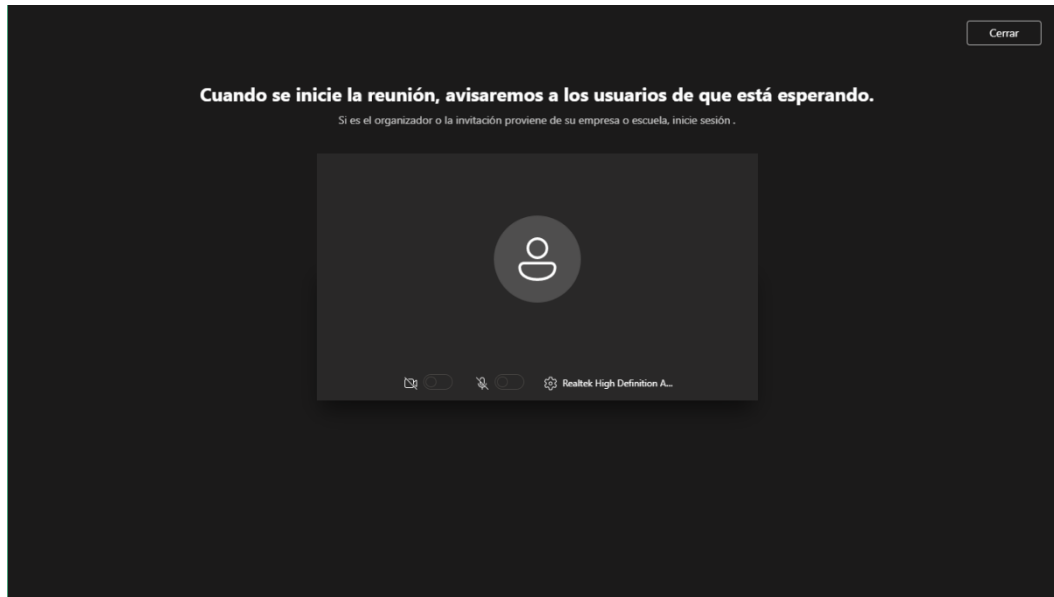 Cerrar
Cuando se inicie la reunión, avisaremos a los usuarios de que está esperando.
Si es el organizador o la invitación proviene de su empresa o escuela, inicie sesión .
Realtek High Definition A...